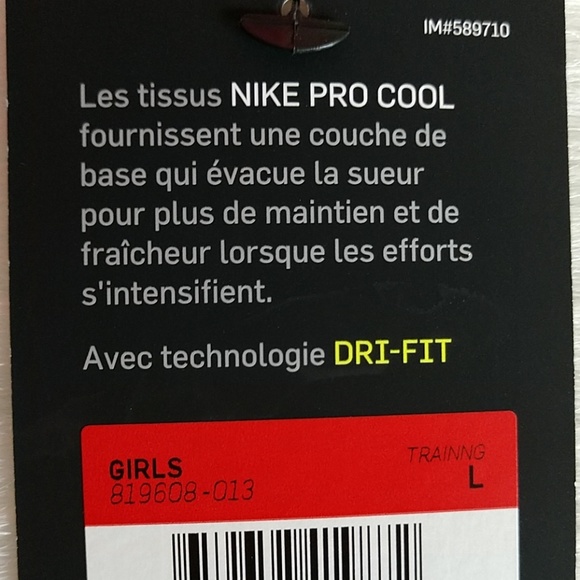 IM#589710
Les tissus NIKE PRO COOL
fournissent une couche de
base qui évacue la sueur
pour plus de maintien et de
fraîcheur lorsque les efforts
s'intensifient.
Avec technologie DRI-FIT
GIRLS
819608-013
TRAINNG
L